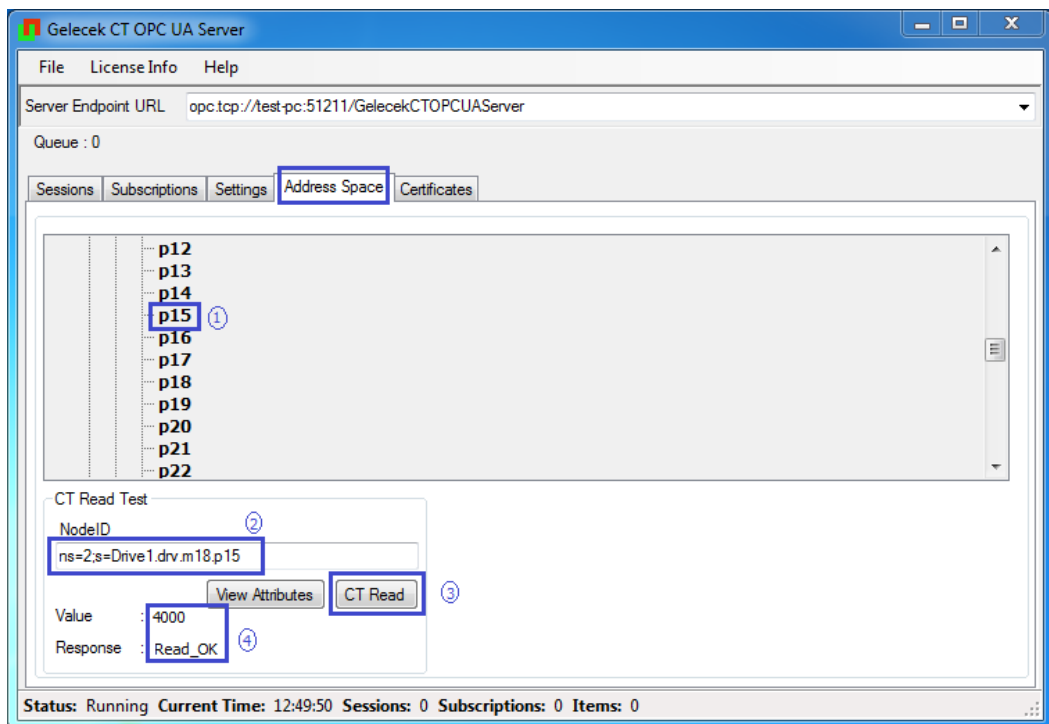 Gelecek CT OPC UA Server
File License Info Help
Server Endpoint URL opc.tcp://test-pc:51211/GelecekCTOPCUAServer
Queue : 0
Sessions Subscriptions Settings Address Space Certificates
p12
p13
p14
p15 1
p16
p17
p18
p19
p20
p21
p22
CT Read Test
NodeID 2
ns=2;s=Drive1.drv.m18.p15
View Attributes CT Read 3
Value : 4000
Response : Read_OK 4
Status: Running Current Time: 12:49:50 Sessions: 0 Subscriptions: 0 Items: 0